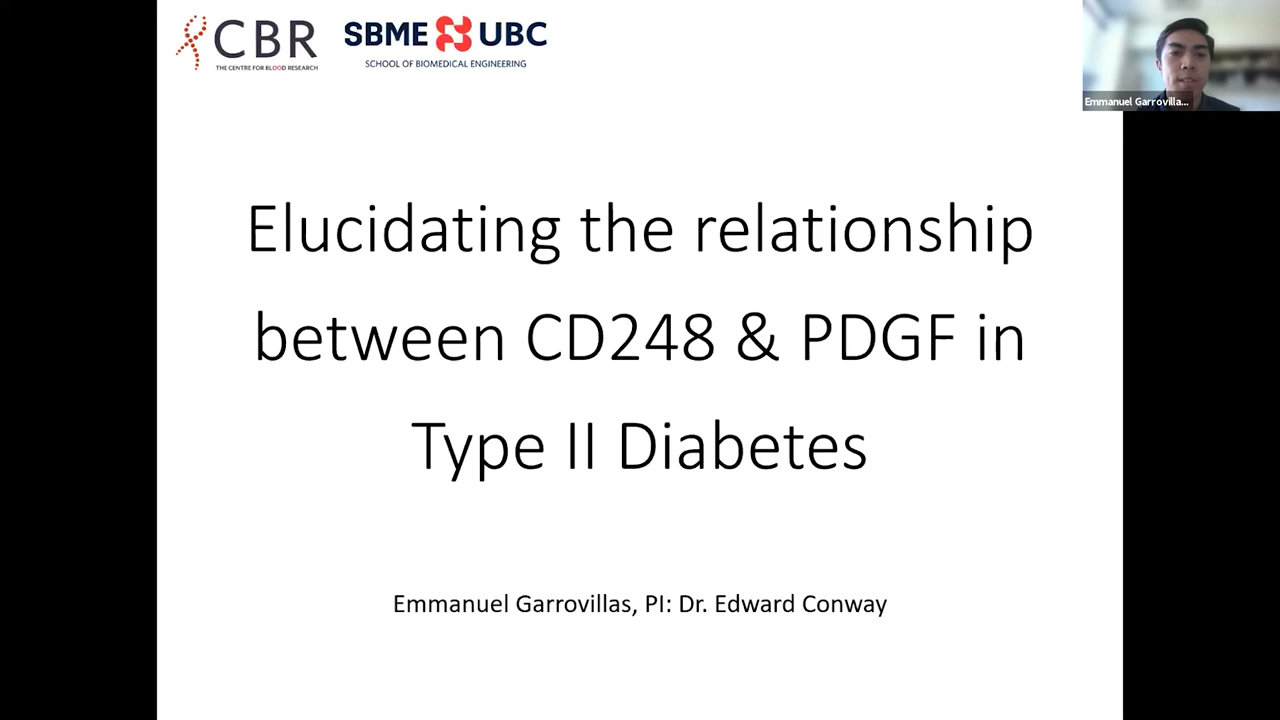 CBR
THE CENTRE FOR BLOOD RESEARCH
SBME UBC
SCHOOL OF BIOMEDICAL ENGINEERING
Emmanuel Garrovilla...
Elucidating the relationship
between CD248 & PDGF in
Type II Diabetes
Emmanuel Garrovillas, PI: Dr. Edward Conway